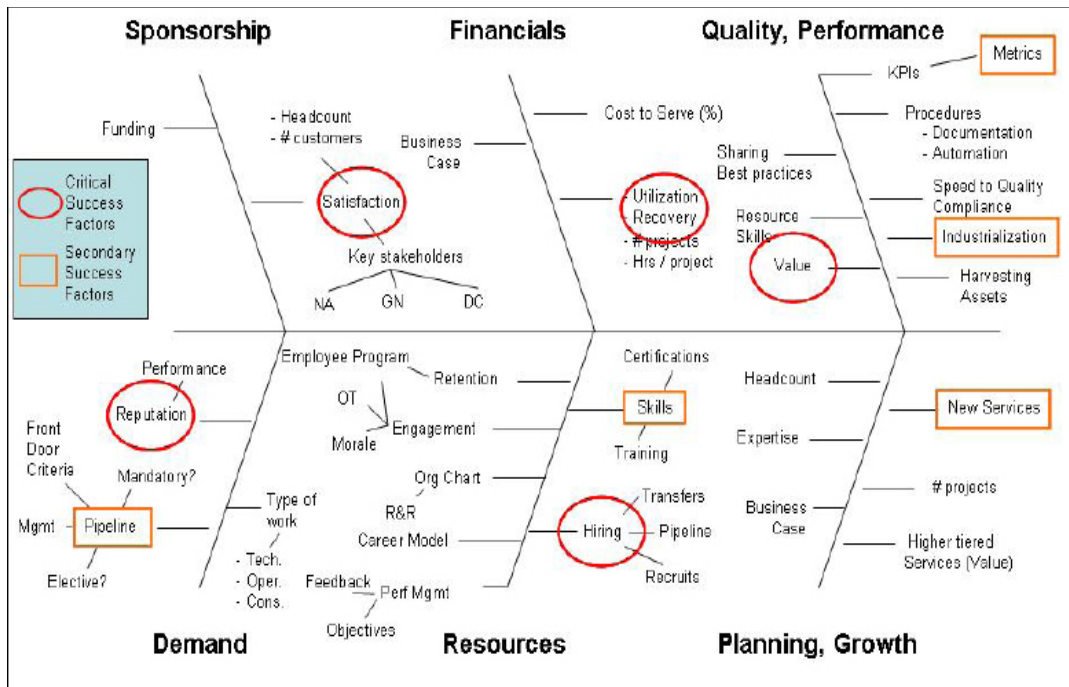 Sponsorship
Financials
Quality, Performance
Funding
- Headcount
- # customers
Satisfaction
Key stakeholders
NA
GN
DC
Critical
Success
Factors
Secondary
Success
Factors
Business
Case
Cost to Serve (%)
- Utilization
- Recovery
- # projects
- Hrs / project
Metrics
KPIs
Procedures
- Documentation
- Automation
Sharing
Best practices
Speed to Quality
Compliance
Resource
Skills
Industrialization
Value
Harvesting
Assets
Performance
Reputation
Front
Door
Criteria
Mandatory?
Mgmt
Pipeline
Elective?
Type of
work
- Tech.
- Oper.
- Cons.
Employee Program
Retention
OT
Morale
Engagement
Org Chart
R&R
Career Model
Feedback
Perf Mgmt
Objectives
Certifications
Skills
Training
Transfers
Hiring
Pipeline
Recruits
Headcount
New Services
Expertise
# projects
Business
Case
Higher tiered
Services (Value)
Demand
Resources
Planning, Growth